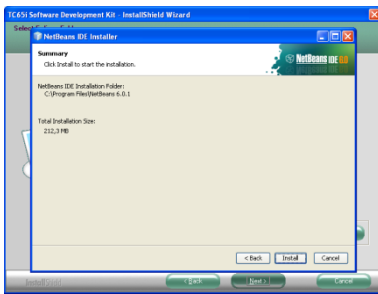 TC65i Software Development Kit - InstallShield Wizard
NetBeans IDE Installer
Summary
Click Install to start the installation.
NetBeans IDE 6.0
NetBeans IDE Installation Folder:
C:\Program Files\NetBeans 6.0.1
Total Installation Size:
212,3 MB
< Back
Install
Cancel
InstallShield
< Back
Next >
Cancel